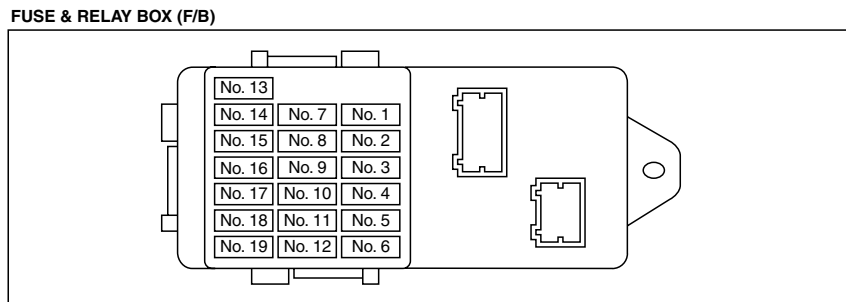 FUSE & RELAY BOX (F/B)
No. 13
No. 14 No. 7 No. 1
No. 15 No. 8 No. 2
No. 16 No. 9 No. 3
No. 17 No. 10 No. 4
No. 18 No. 11 No. 5
No. 19 No. 12 No. 6